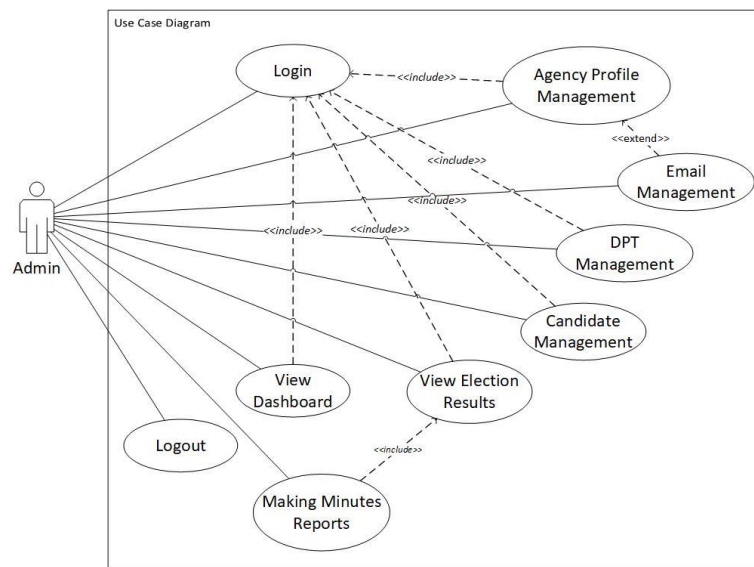 Use Case Diagram
Login
<<include>>
Agency Profile
Management
<<extend>>
<<include>>
Email
Management
<<include>>
Admin
<<include>>
<<include>>
DPT
Management
Candidate
Management
View
Dashboard
View Election
Results
Logout
<<include>>
Making Minutes
Reports